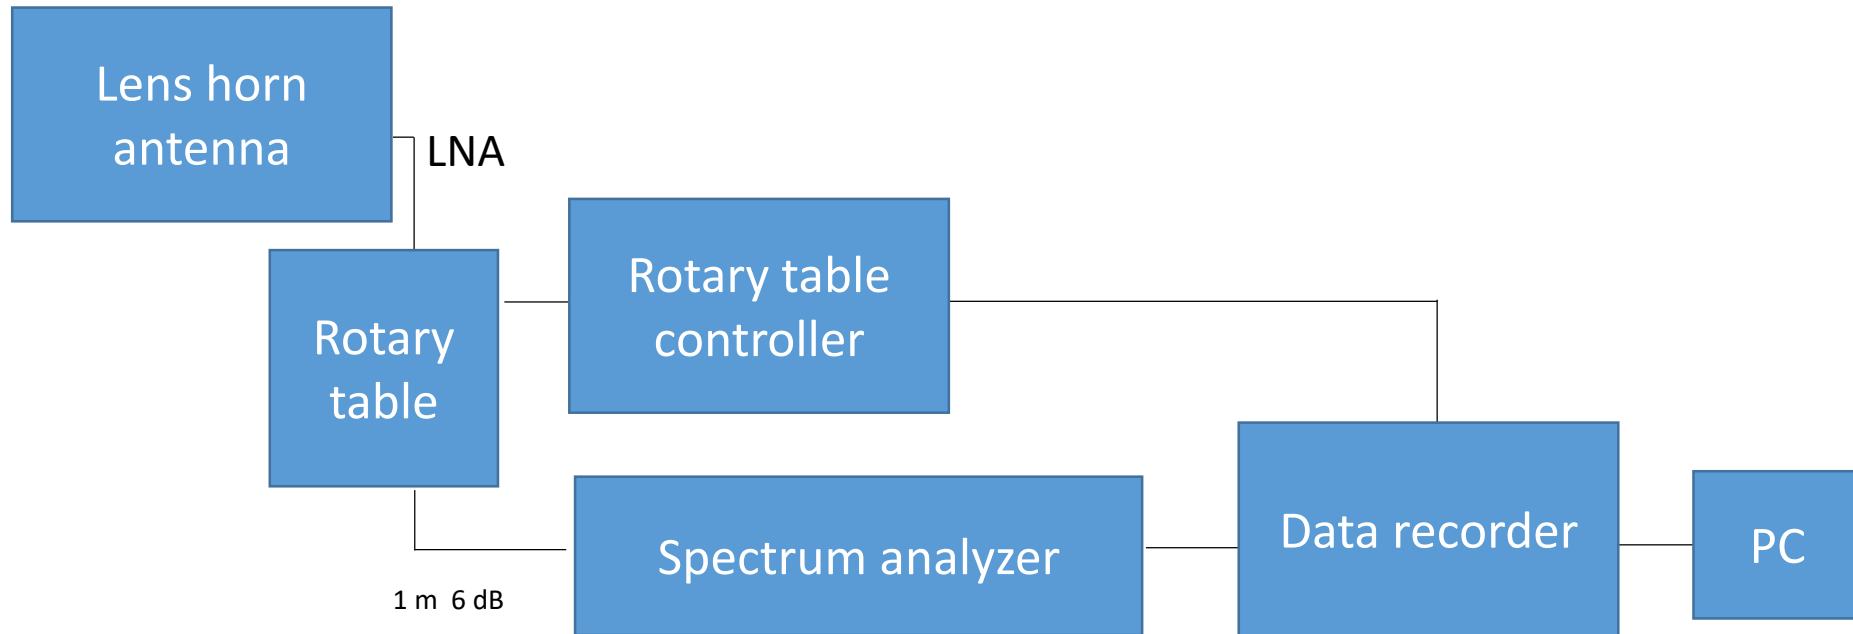 Lens horn
antenna
LNA
Rotary table
controller
Rotary
table
Spectrum analyzer
Data recorder
PC
1 m  6 dB